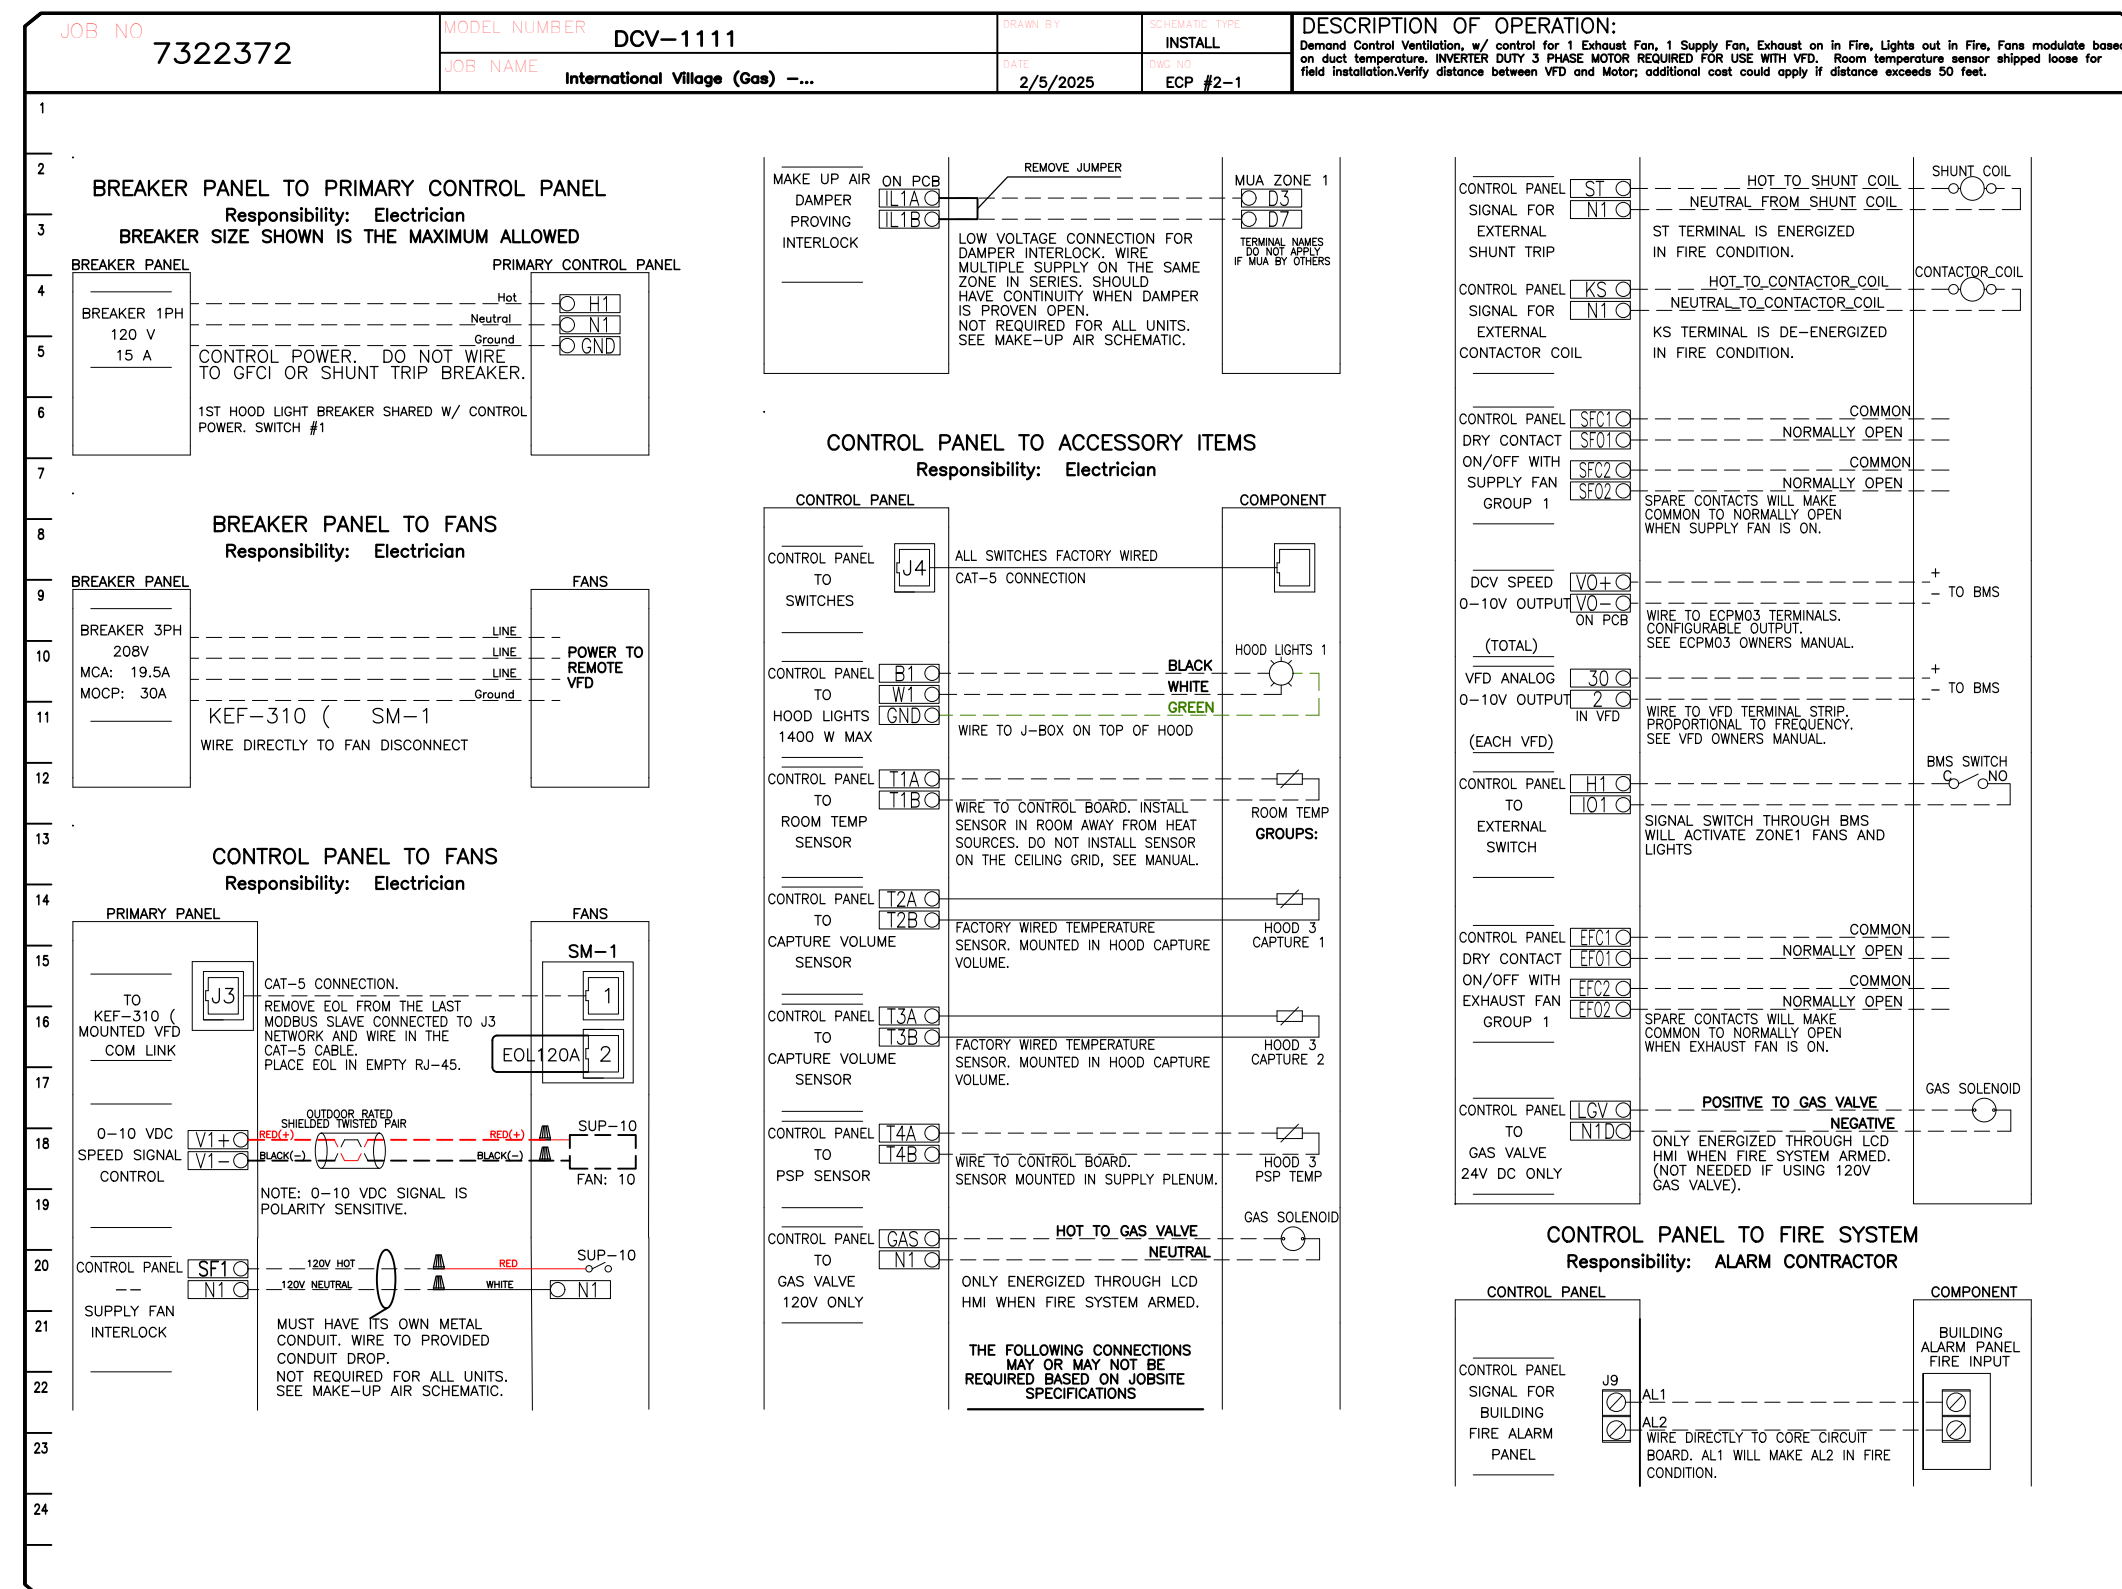 JOB NO
7322372
MODEL NUMBER
DCV-1111
JOB NAME
International Village (Gas) -...
DRAWN BY
SCHEMATIC TYPE
INSTALL
DATE
2/5/2025
DWG NO
ECP #2-1
DESCRIPTION OF OPERATION:
Demand Control Ventilation, w/ control for 1 Exhaust Fan, 1 Supply Fan, Exhaust on in Fire, Lights out in Fire, Fans modulate based
on duct temperature. INVERTER DUTY 3 PHASE MOTOR REQUIRED FOR USE WITH VFD. Room temperature sensor shipped loose for
field installation.Verify distance between VFD and Motor; additional cost could apply if distance exceeds 50 feet.
1
2
3
4
5
6
7
8
9
10
11
12
13
14
15
16
17
18
19
20
21
22
23
24
BREAKER PANEL TO PRIMARY CONTROL PANEL
Responsibility: Electrician
BREAKER SIZE SHOWN IS THE MAXIMUM ALLOWED
BREAKER PANEL
PRIMARY CONTROL PANEL
BREAKER 1PH
120 V
15 A
Hot
H1
Neutral
N1
Ground
GND
CONTROL POWER. DO NOT WIRE
TO GFCI OR SHUNT TRIP BREAKER.
1ST HOOD LIGHT BREAKER SHARED W/ CONTROL
POWER. SWITCH #1
BREAKER PANEL TO FANS
Responsibility: Electrician
BREAKER PANEL
FANS
BREAKER 3PH
208V
MCA: 19.5A
MOCP: 30A
LINE
LINE
LINE
Ground
POWER TO
REMOTE
VFD
KEF-310 ( SM-1
WIRE DIRECTLY TO FAN DISCONNECT
CONTROL PANEL TO FANS
Responsibility: Electrician
PRIMARY PANEL
FANS
SM-1
TO
KEF-310 (
MOUNTED VFD
COM LINK
J3
CAT-5 CONNECTION.
REMOVE EOL FROM THE LAST
MODBUS SLAVE CONNECTED TO J3
NETWORK AND WIRE IN THE
CAT-5 CABLE.
PLACE EOL IN EMPTY RJ-45.
1
EOL120A
2
0-10 VDC
SPEED SIGNAL
CONTROL
V1+
V1-
OUTDOOR RATED
SHIELDED TWISTED PAIR
RED(+)
RED(+)
BLACK(-)
BLACK(-)
SUP-10
FAN: 10
NOTE: 0-10 VDC SIGNAL IS
POLARITY SENSITIVE.
CONTROL PANEL
--
SUPPLY FAN
INTERLOCK
SF1
N1
120V HOT
RED
120V NEUTRAL
WHITE
SUP-10
N1
MUST HAVE ITS OWN METAL
CONDUIT. WIRE TO PROVIDED
CONDUIT DROP.
NOT REQUIRED FOR ALL UNITS.
SEE MAKE-UP AIR SCHEMATIC.
MAKE UP AIR
DAMPER
PROVING
INTERLOCK
ON PCB
IL1A
IL1B
REMOVE JUMPER
MUA ZONE 1
D3
D7
TERMINAL NAMES
DO NOT APPLY
IF MUA BY OTHERS
LOW VOLTAGE CONNECTION FOR
DAMPER INTERLOCK. WIRE
MULTIPLE SUPPLY ON THE SAME
ZONE IN SERIES. SHOULD
HAVE CONTINUITY WHEN DAMPER
IS PROVEN OPEN.
NOT REQUIRED FOR ALL UNITS.
SEE MAKE-UP AIR SCHEMATIC.
CONTROL PANEL TO ACCESSORY ITEMS
Responsibility: Electrician
CONTROL PANEL
COMPONENT
CONTROL PANEL
TO
SWITCHES
J4
ALL SWITCHES FACTORY WIRED
CAT-5 CONNECTION
CONTROL PANEL
TO
HOOD LIGHTS
1400 W MAX
B1
W1
GND
BLACK
WHITE
GREEN
HOOD LIGHTS 1
WIRE TO J-BOX ON TOP OF HOOD
CONTROL PANEL
TO
ROOM TEMP
SENSOR
T1A
T1B
WIRE TO CONTROL BOARD. INSTALL
SENSOR IN ROOM AWAY FROM HEAT
SOURCES. DO NOT INSTALL SENSOR
ON THE CEILING GRID, SEE MANUAL.
ROOM TEMP
GROUPS:
CONTROL PANEL
TO
CAPTURE VOLUME
SENSOR
T2A
T2B
FACTORY WIRED TEMPERATURE
SENSOR. MOUNTED IN HOOD CAPTURE
VOLUME.
HOOD 3
CAPTURE 1
CONTROL PANEL
TO
CAPTURE VOLUME
SENSOR
T3A
T3B
FACTORY WIRED TEMPERATURE
SENSOR. MOUNTED IN HOOD CAPTURE
VOLUME.
HOOD 3
CAPTURE 2
CONTROL PANEL
TO
PSP SENSOR
T4A
T4B
WIRE TO CONTROL BOARD.
SENSOR MOUNTED IN SUPPLY PLENUM.
HOOD 3
PSP TEMP
CONTROL PANEL
TO
GAS VALVE
120V ONLY
GAS
N1
HOT TO GAS VALVE
NEUTRAL
GAS SOLENOID
ONLY ENERGIZED THROUGH LCD
HMI WHEN FIRE SYSTEM ARMED.
THE FOLLOWING CONNECTIONS
MAY OR MAY NOT BE
REQUIRED BASED ON JOBSITE
SPECIFICATIONS
CONTROL PANEL
SIGNAL FOR
EXTERNAL
SHUNT TRIP
ST
N1
HOT TO SHUNT COIL
NEUTRAL FROM SHUNT COIL
SHUNT COIL
ST TERMINAL IS ENERGIZED
IN FIRE CONDITION.
CONTROL PANEL
SIGNAL FOR
EXTERNAL
CONTACTOR COIL
KS
N1
HOT TO CONTACTOR COIL
NEUTRAL TO CONTACTOR COIL
CONTACTOR COIL
KS TERMINAL IS DE-ENERGIZED
IN FIRE CONDITION.
CONTROL PANEL
DRY CONTACT
ON/OFF WITH
SUPPLY FAN
GROUP 1
SFC1
SFO1
SFC2
SFO2
COMMON
NORMALLY OPEN
COMMON
NORMALLY OPEN
SPARE CONTACTS WILL MAKE
COMMON TO NORMALLY OPEN
WHEN SUPPLY FAN IS ON.
DCV SPEED
0-10V OUTPUT
(TOTAL)
VO+
VO-
ON PCB
+
- TO BMS
WIRE TO ECPM03 TERMINALS.
CONFIGURABLE OUTPUT.
SEE ECPM03 OWNERS MANUAL.
VFD ANALOG
0-10V OUTPUT
(EACH VFD)
30
2
IN VFD
+
- TO BMS
WIRE TO VFD TERMINAL STRIP.
PROPORTIONAL TO FREQUENCY.
SEE VFD OWNERS MANUAL.
CONTROL PANEL
TO
EXTERNAL
SWITCH
H1
IO1
BMS SWITCH
C
NO
SIGNAL SWITCH THROUGH BMS
WILL ACTIVATE ZONE1 FANS AND
LIGHTS
CONTROL PANEL
DRY CONTACT
ON/OFF WITH
EXHAUST FAN
GROUP 1
EFC1
EFO1
EFC2
EFO2
COMMON
NORMALLY OPEN
COMMON
NORMALLY OPEN
SPARE CONTACTS WILL MAKE
COMMON TO NORMALLY OPEN
WHEN EXHAUST FAN IS ON.
CONTROL PANEL
TO
GAS VALVE
24V DC ONLY
LGV
N1DC
POSITIVE TO GAS VALVE
NEGATIVE
GAS SOLENOID
ONLY ENERGIZED THROUGH LCD
HMI WHEN FIRE SYSTEM ARMED.
(NOT NEEDED IF USING 120V
GAS VALVE).
CONTROL PANEL TO FIRE SYSTEM
Responsibility: ALARM CONTRACTOR
CONTROL PANEL
COMPONENT
CONTROL PANEL
SIGNAL FOR
BUILDING
FIRE ALARM
PANEL
J9
AL1
AL2
BUILDING
ALARM PANEL
FIRE INPUT
WIRE DIRECTLY TO CORE CIRCUIT
BOARD. AL1 WILL MAKE AL2 IN FIRE
CONDITION.